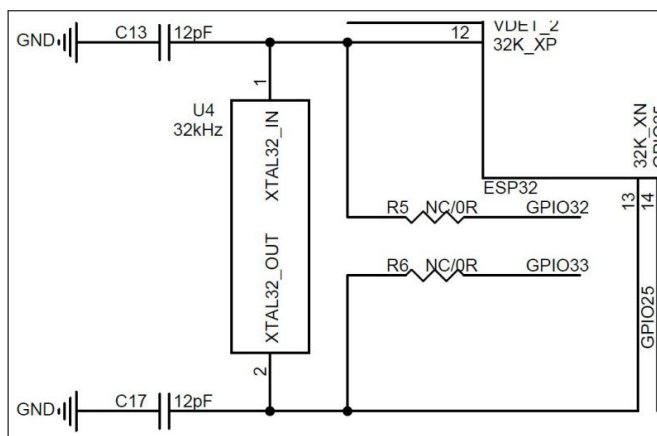 VDET_2
GND C13 12pF 12 32K_XP
1
U4
32kHz
XTAL32_IN
32K_XN
ESP32
R5 NC/0R GPIO32
13
14
XTAL32_OUT
R6 NC/0R GPIO33
GPIO25
2
GND C17 12pF